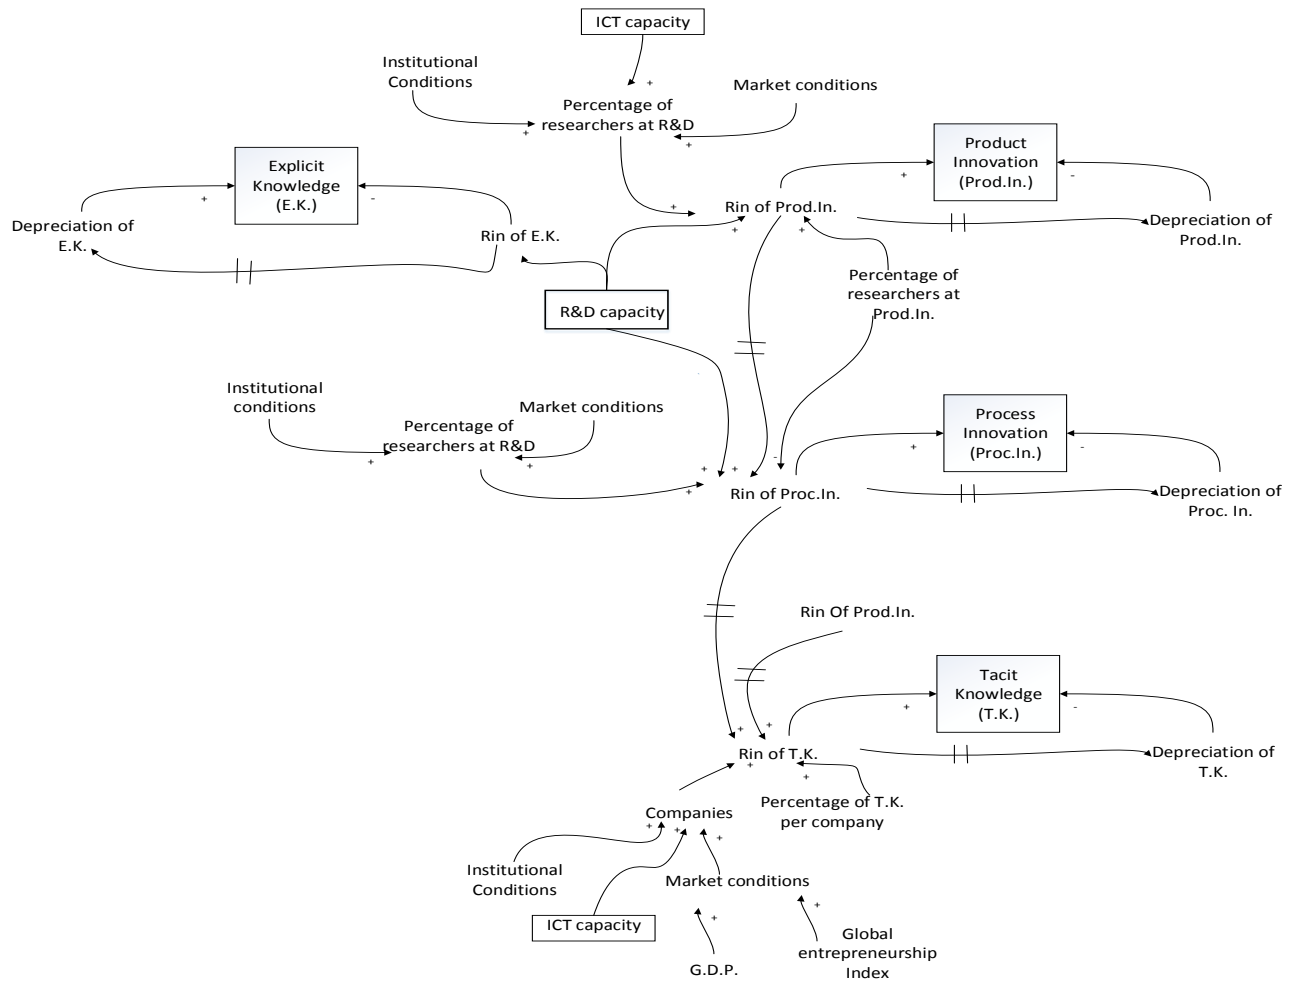 ICT capacity
Institutional
Conditions
+
Market conditions
Percentage of
researchers at R&D
+
+
Explicit
Knowledge
(E.K.)
+
-
Depreciation of
E.K.
Rin of E.K.
Product
Innovation
(Prod.In.)
+
-
+
Rin of Prod.In.
+
+
Depreciation of
Prod.In.
Percentage of
researchers at
Prod.In.
R&D capacity
Institutional
conditions
Market conditions
Percentage of
researchers at R&D
+
+
Process
Innovation
(Proc.In.)
+
-
+
+
-
+
Rin of Proc.In.
Depreciation of
Proc. In.
Rin Of Prod.In.
Tacit
Knowledge
(T.K.)
+
-
+
+
Rin of T.K.
+
+
Depreciation of
T.K.
Percentage of T.K.
per company
Companies
+
+
+
Institutional
Conditions
Market conditions
ICT capacity
+
+
Global
entrepreneurship
Index
G.D.P.